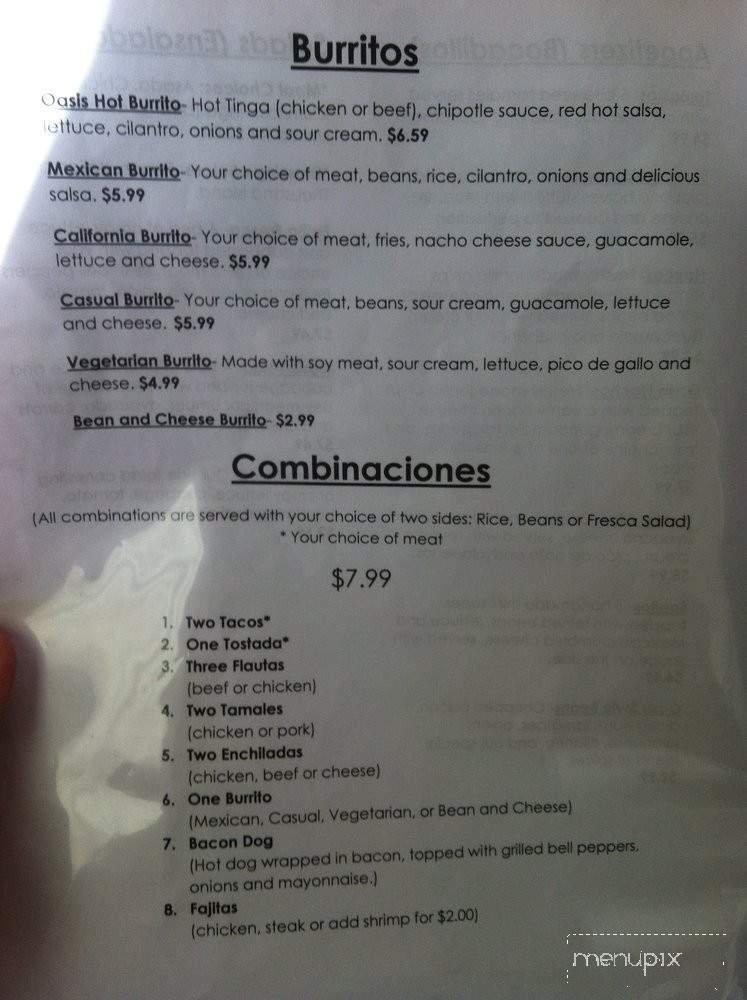 Burritos
Oasis Hot Burrito- Hot Tinga (chicken or beef), chipotle sauce, red hot salsa,
lettuce, cilantro, onions and sour cream. $6.59
Mexican Burrito- Your choice of meat, beans, rice, cilantro, onions and delicious
salsa. $5.99
California Burrito- Your choice of meat, fries, nacho cheese sauce, guacamole,
lettuce and cheese. $5.99
Casual Burrito- Your choice of meat, beans, sour cream, guacamole, lettuce
and cheese. $5.99
Vegetarian Burrito- Made with soy meat, sour cream, lettuce, pico de gallo and
cheese. $4.99
Bean and Cheese Burrito- $2.99
Combinaciones
(All combinations are served with your choice of two sides: Rice, Beans or Fresca Salad)
* Your choice of meat
$7.99
1. Two Tacos*
2. One Tostada*
3. Three Flautas
(beef or chicken)
4. Two Tamales
(chicken or pork)
5. Two Enchiladas
(chicken, beef or cheese)
6. One Burrito
(Mexican, Casual, Vegetarian, or Bean and Cheese)
7. Bacon Dog
(Hot dog wrapped in bacon, topped with grilled bell peppers,
onions and mayonnaise.)
8. Fajitas
(chicken, steak or add shrimp for $2.00)
menupix